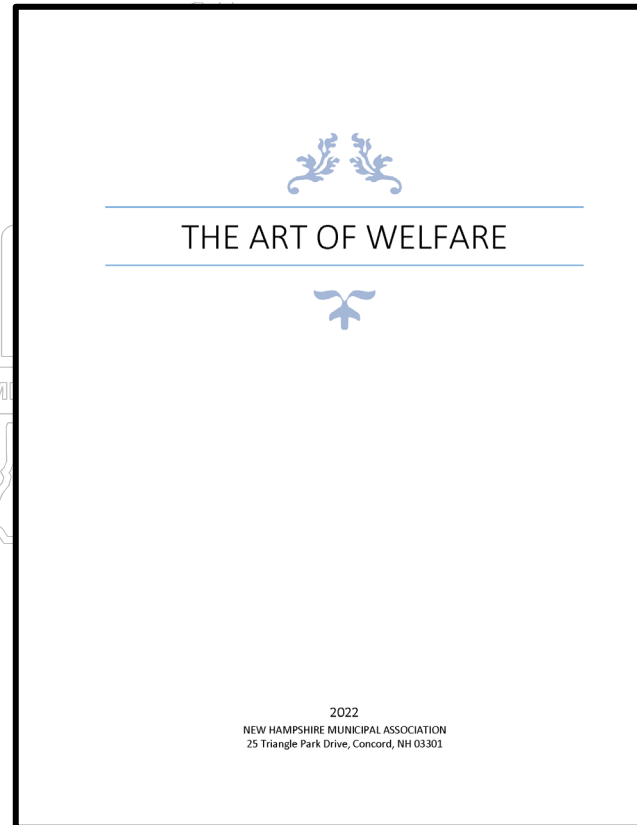 THE ART OF WELFARE
2022
NEW HAMPSHIRE MUNICIPAL ASSOCIATION
25 Triangle Park Drive, Concord, NH 03301